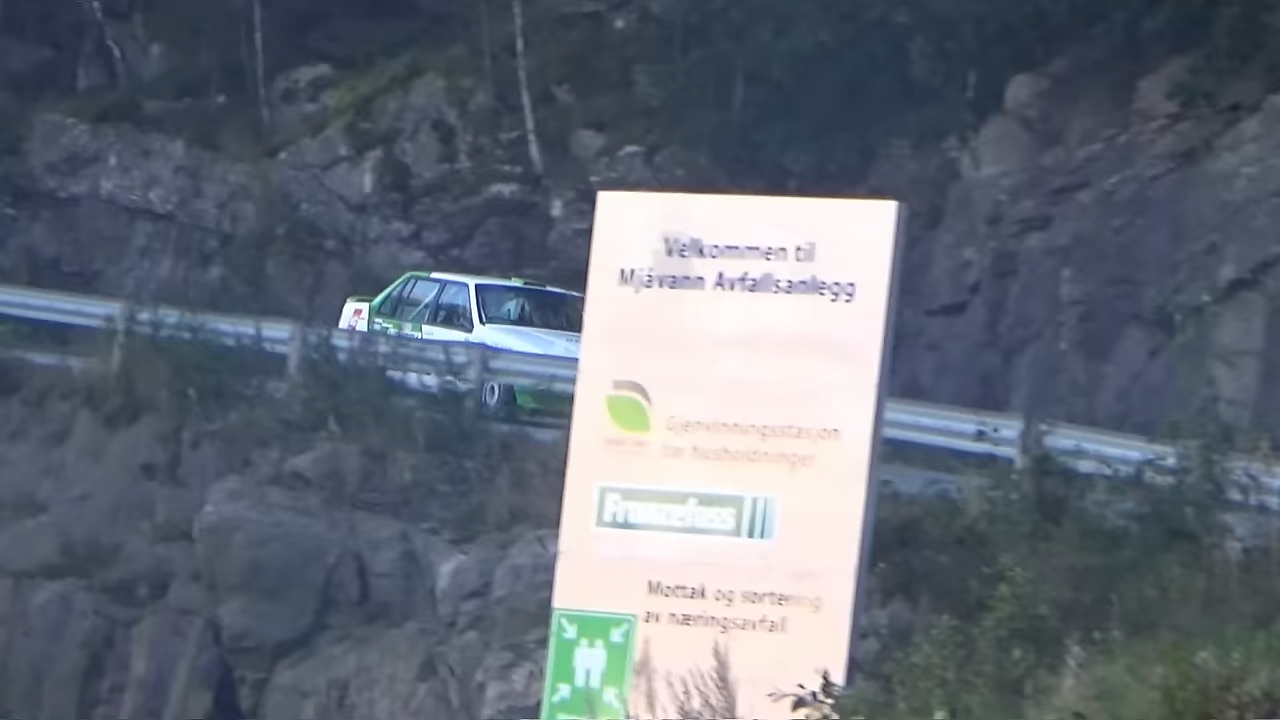 Velkommen til
Mjåvann Avfallsanlegg
Gjenvinningsstasjon
for husholdninger
Franzefoss
Mottak og sortering
av næringsavfall